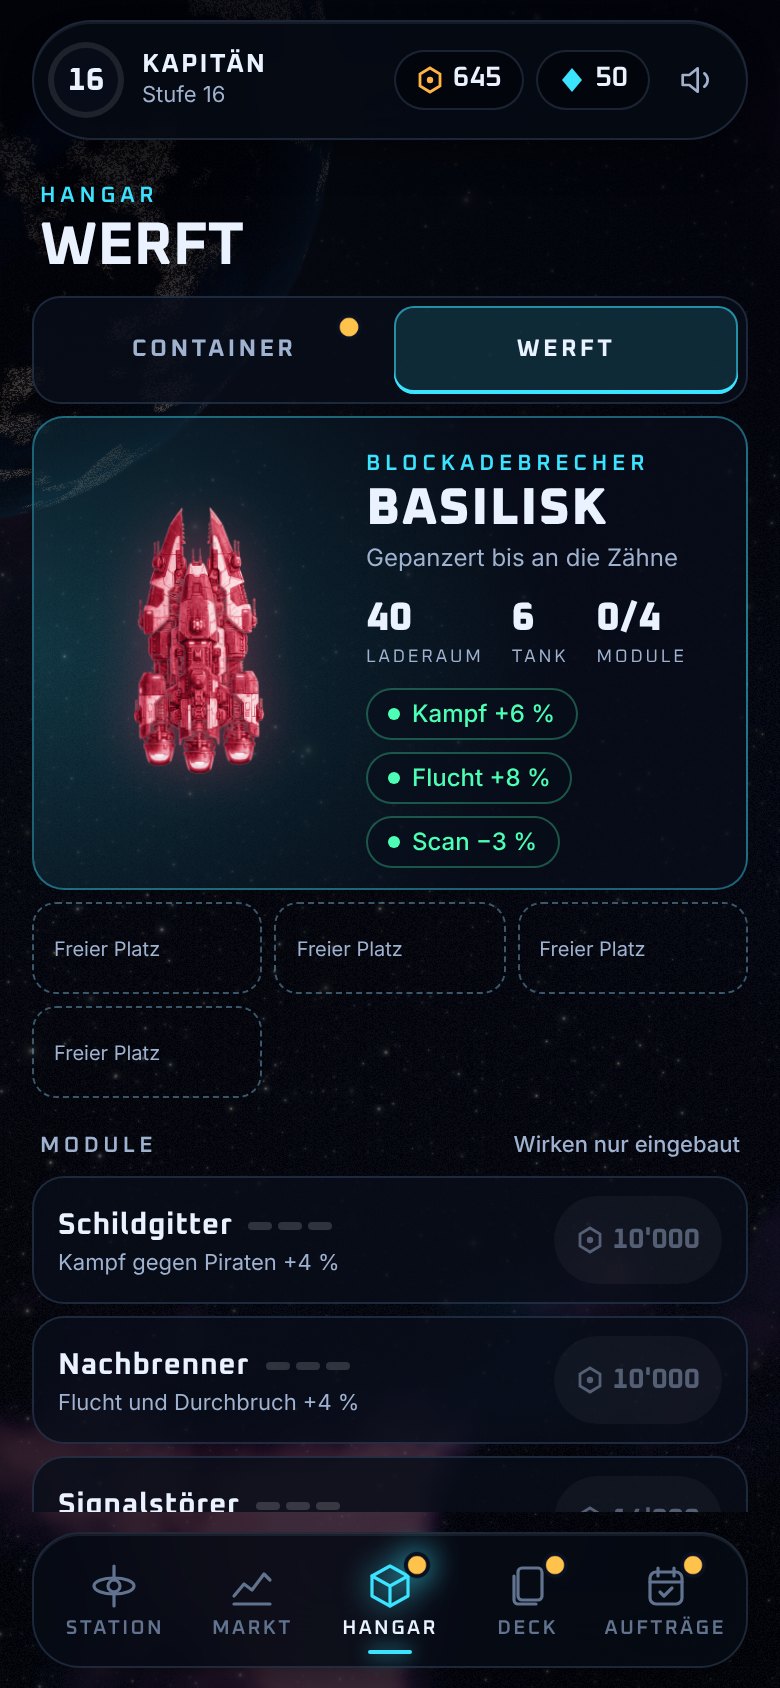 16
KAPITÄN
Stufe 16
645
50
HANGAR
WERFT
CONTAINER
WERFT
BLOCKADEBRECHER
BASILISK
Gepanzert bis an die Zähne
40 6 0/4
LADERAUM TANK MODULE
Kampf +6 %
Flucht +8 %
Scan −3 %
Freier Platz Freier Platz Freier Platz
Freier Platz
MODULE Wirken nur eingebaut
Schildgitter
Kampf gegen Piraten +4 %
10'000
Nachbrenner
Flucht und Durchbruch +4 %
10'000
Signalstörer
STATION MARKT HANGAR DECK AUFTRÄGE